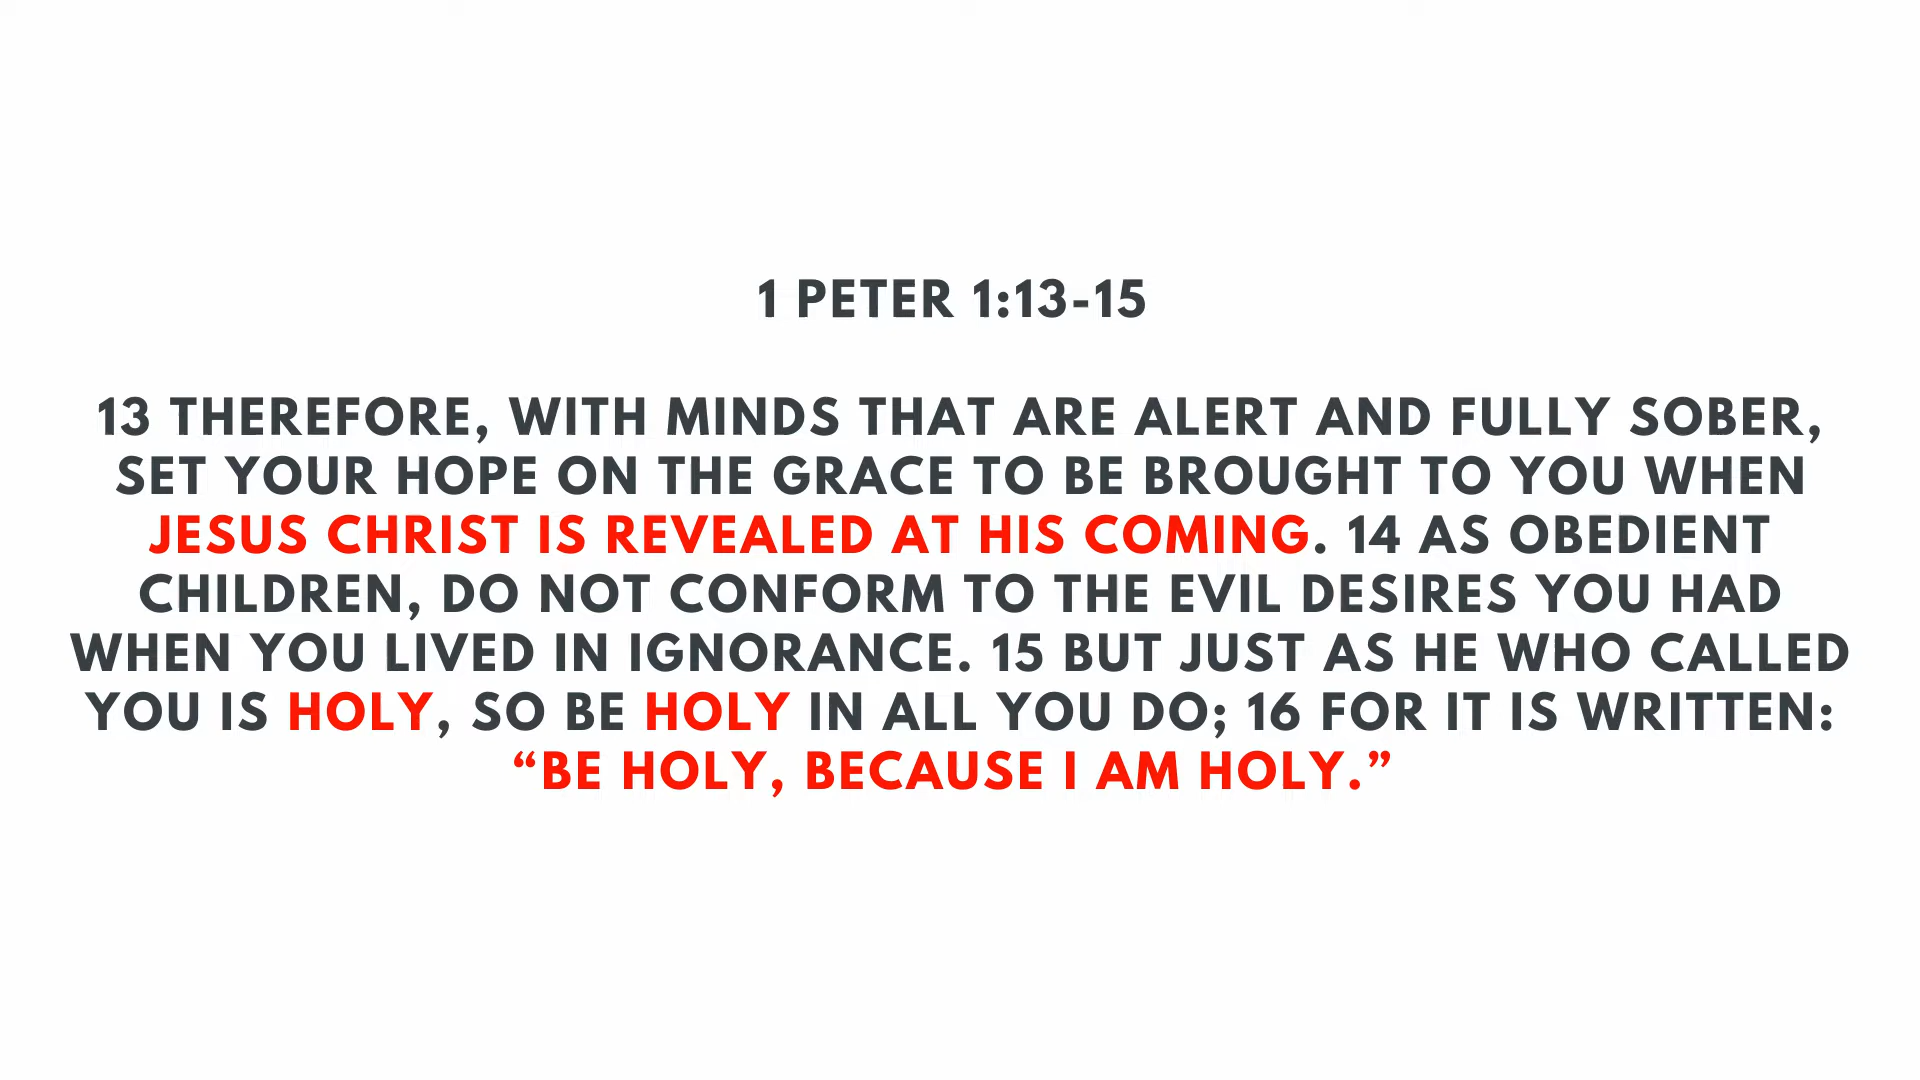 1 PETER 1:13-15
13 THEREFORE, WITH MINDS THAT ARE ALERT AND FULLY SOBER,
SET YOUR HOPE ON THE GRACE TO BE BROUGHT TO YOU WHEN
JESUS CHRIST IS REVEALED AT HIS COMING. 14 AS OBEDIENT
CHILDREN, DO NOT CONFORM TO THE EVIL DESIRES YOU HAD
WHEN YOU LIVED IN IGNORANCE. 15 BUT JUST AS HE WHO CALLED
YOU IS HOLY, SO BE HOLY IN ALL YOU DO; 16 FOR IT IS WRITTEN:
“BE HOLY, BECAUSE I AM HOLY.”